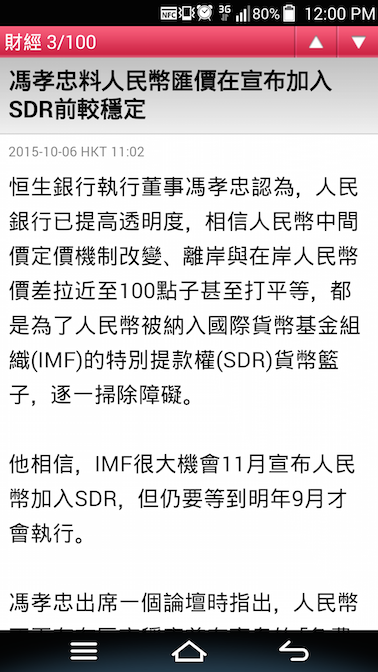 NFC 3G 80% 12:00 PM
財經 3/100
馮孝忠料人民幣匯價在宣布加入
SDR前較穩定
2015-10-06 HKT 11:02
恒生銀行執行董事馮孝忠認為，人民
銀行已提高透明度，相信人民幣中間
價定價機制改變、離岸與在岸人民幣
價差拉近至100點子甚至打平等，都
是為了人民幣被納入國際貨幣基金組
織(IMF)的特別提款權(SDR)貨幣籃
子，逐一掃除障礙。
他相信，IMF很大機會11月宣布人民
幣加入SDR，但仍要等到明年9月才
會執行。
馮孝忠出席一個論壇時指出，人民幣